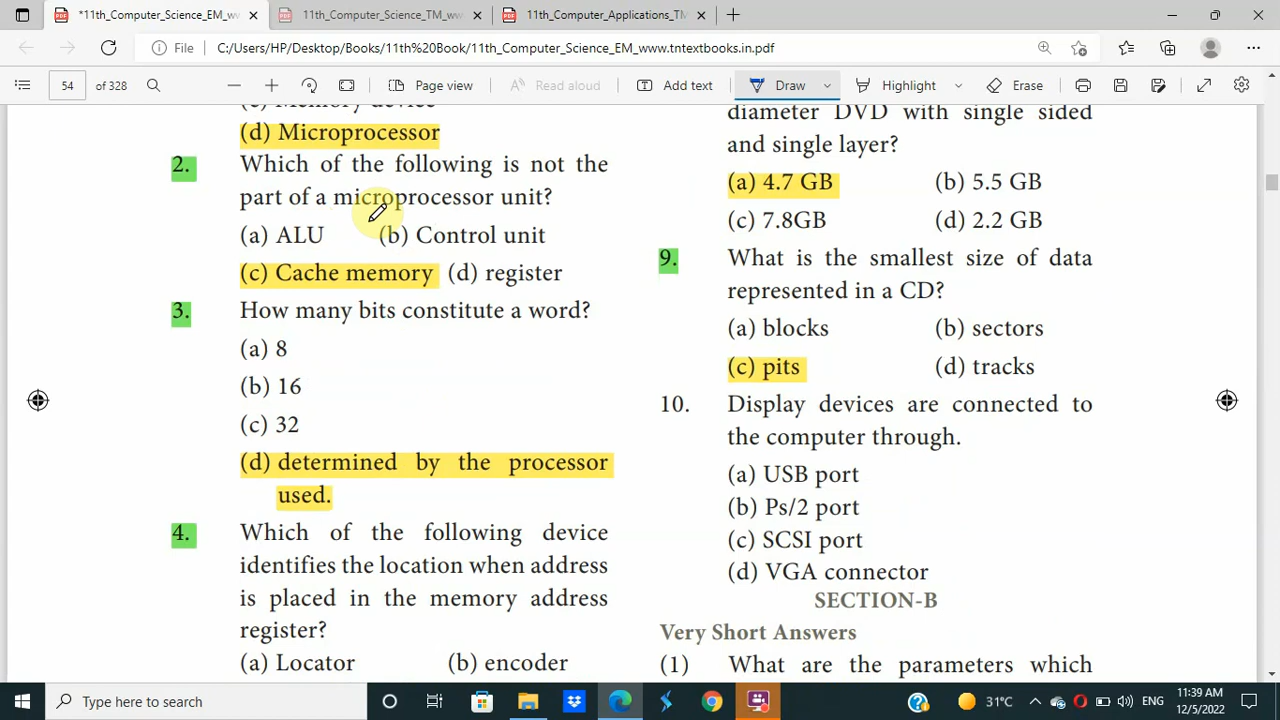 *11th_Computer_Science_EM_ww
11th_Computer_Science_TM_www
11th_Computer_Applications_TM
File C:/Users/HP/Desktop/Books/11th%20Book/11th_Computer_Science_EM_www.tntextbooks.in.pdf
54 of 328 Page view Read aloud Add text Draw Highlight Erase
(d) Microprocessor
2. Which of the following is not the
part of a microprocessor unit?
(a) ALU (b) Control unit
(c) Cache memory (d) register
3. How many bits constitute a word?
(a) 8
(b) 16
(c) 32
(d) determined by the processor
used.
4. Which of the following device
identifies the location when address
is placed in the memory address
register?
(a) Locator (b) encoder
diameter DVD with single sided
and single layer?
(a) 4.7 GB (b) 5.5 GB
(c) 7.8GB (d) 2.2 GB
9. What is the smallest size of data
represented in a CD?
(a) blocks (b) sectors
(c) pits (d) tracks
10. Display devices are connected to
the computer through.
(a) USB port
(b) Ps/2 port
(c) SCSI port
(d) VGA connector
SECTION-B
Very Short Answers
(1) What are the parameters which
Type here to search
31°C
ENG
11:39 AM
12/5/2022